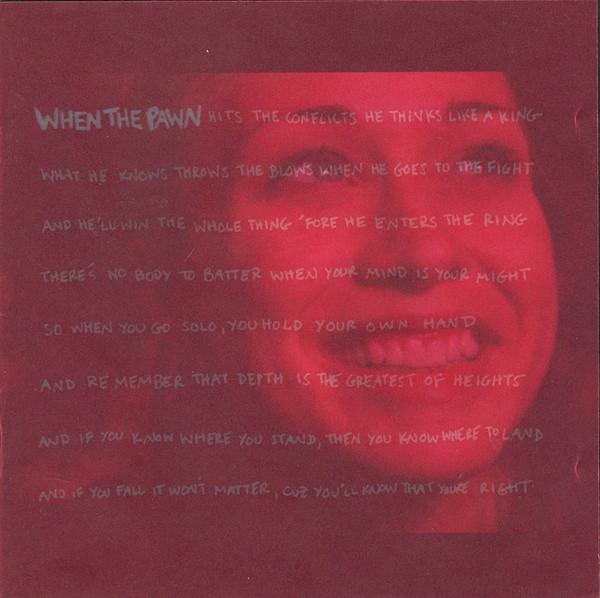 WHEN THE PAWN HITS THE CONFLICTS HE THINKS LIKE A KING
WHAT HE KNOWS THROWS THE BLOWS WHEN HE GOES TO THE FIGHT
AND HE'LL WIN THE WHOLE THING 'FORE HE ENTERS THE RING
THERE'S NO BODY TO BATTER WHEN YOUR MIND IS YOUR MIGHT
SO WHEN YOU GO SOLO, YOU HOLD YOUR OWN HAND
AND REMEMBER THAT DEPTH IS THE GREATEST OF HEIGHTS
AND IF YOU KNOW WHERE YOU STAND, THEN YOU KNOW WHERE TO LAND
AND IF YOU FALL IT WON'T MATTER, CUZ YOU'LL KNOW THAT YOU'RE RIGHT